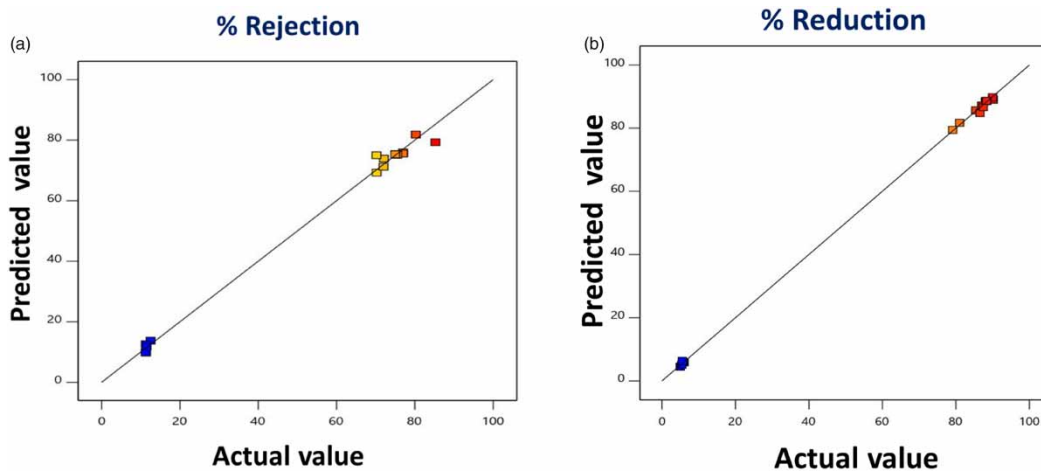 % Rejection
(a)
100
80
60
40
20
0
Predicted value
0 20 40 60 80 100
Actual value
% Reduction
(b)
100
80
60
40
20
0
Predicted value
0 20 40 60 80 100
Actual value